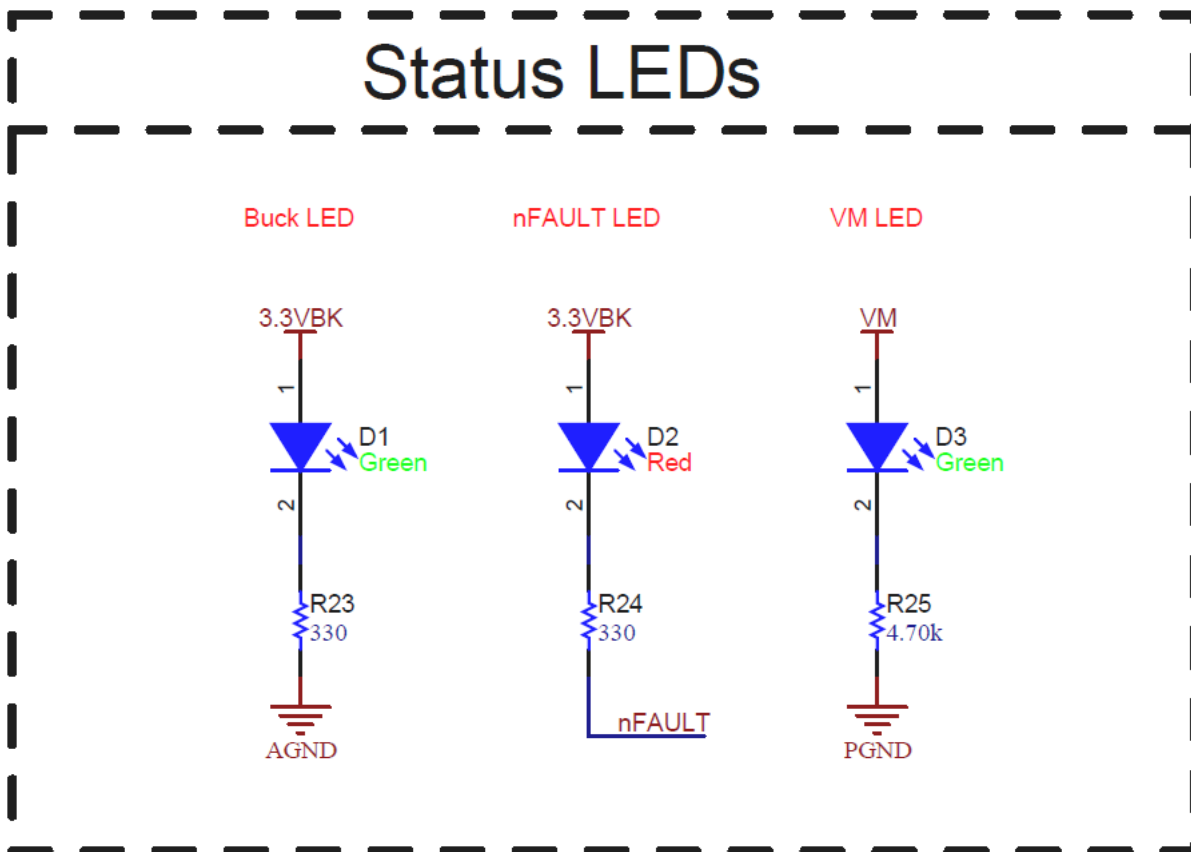 Status LEDs
Buck LED
nFAULT LED
VM LED
3.3VBK
3.3VBK
VM
1
1
1
D1
Green
D2
Red
D3
Green
2
2
2
R23
330
R24
330
R25
4.70k
nFAULT
AGND
PGND